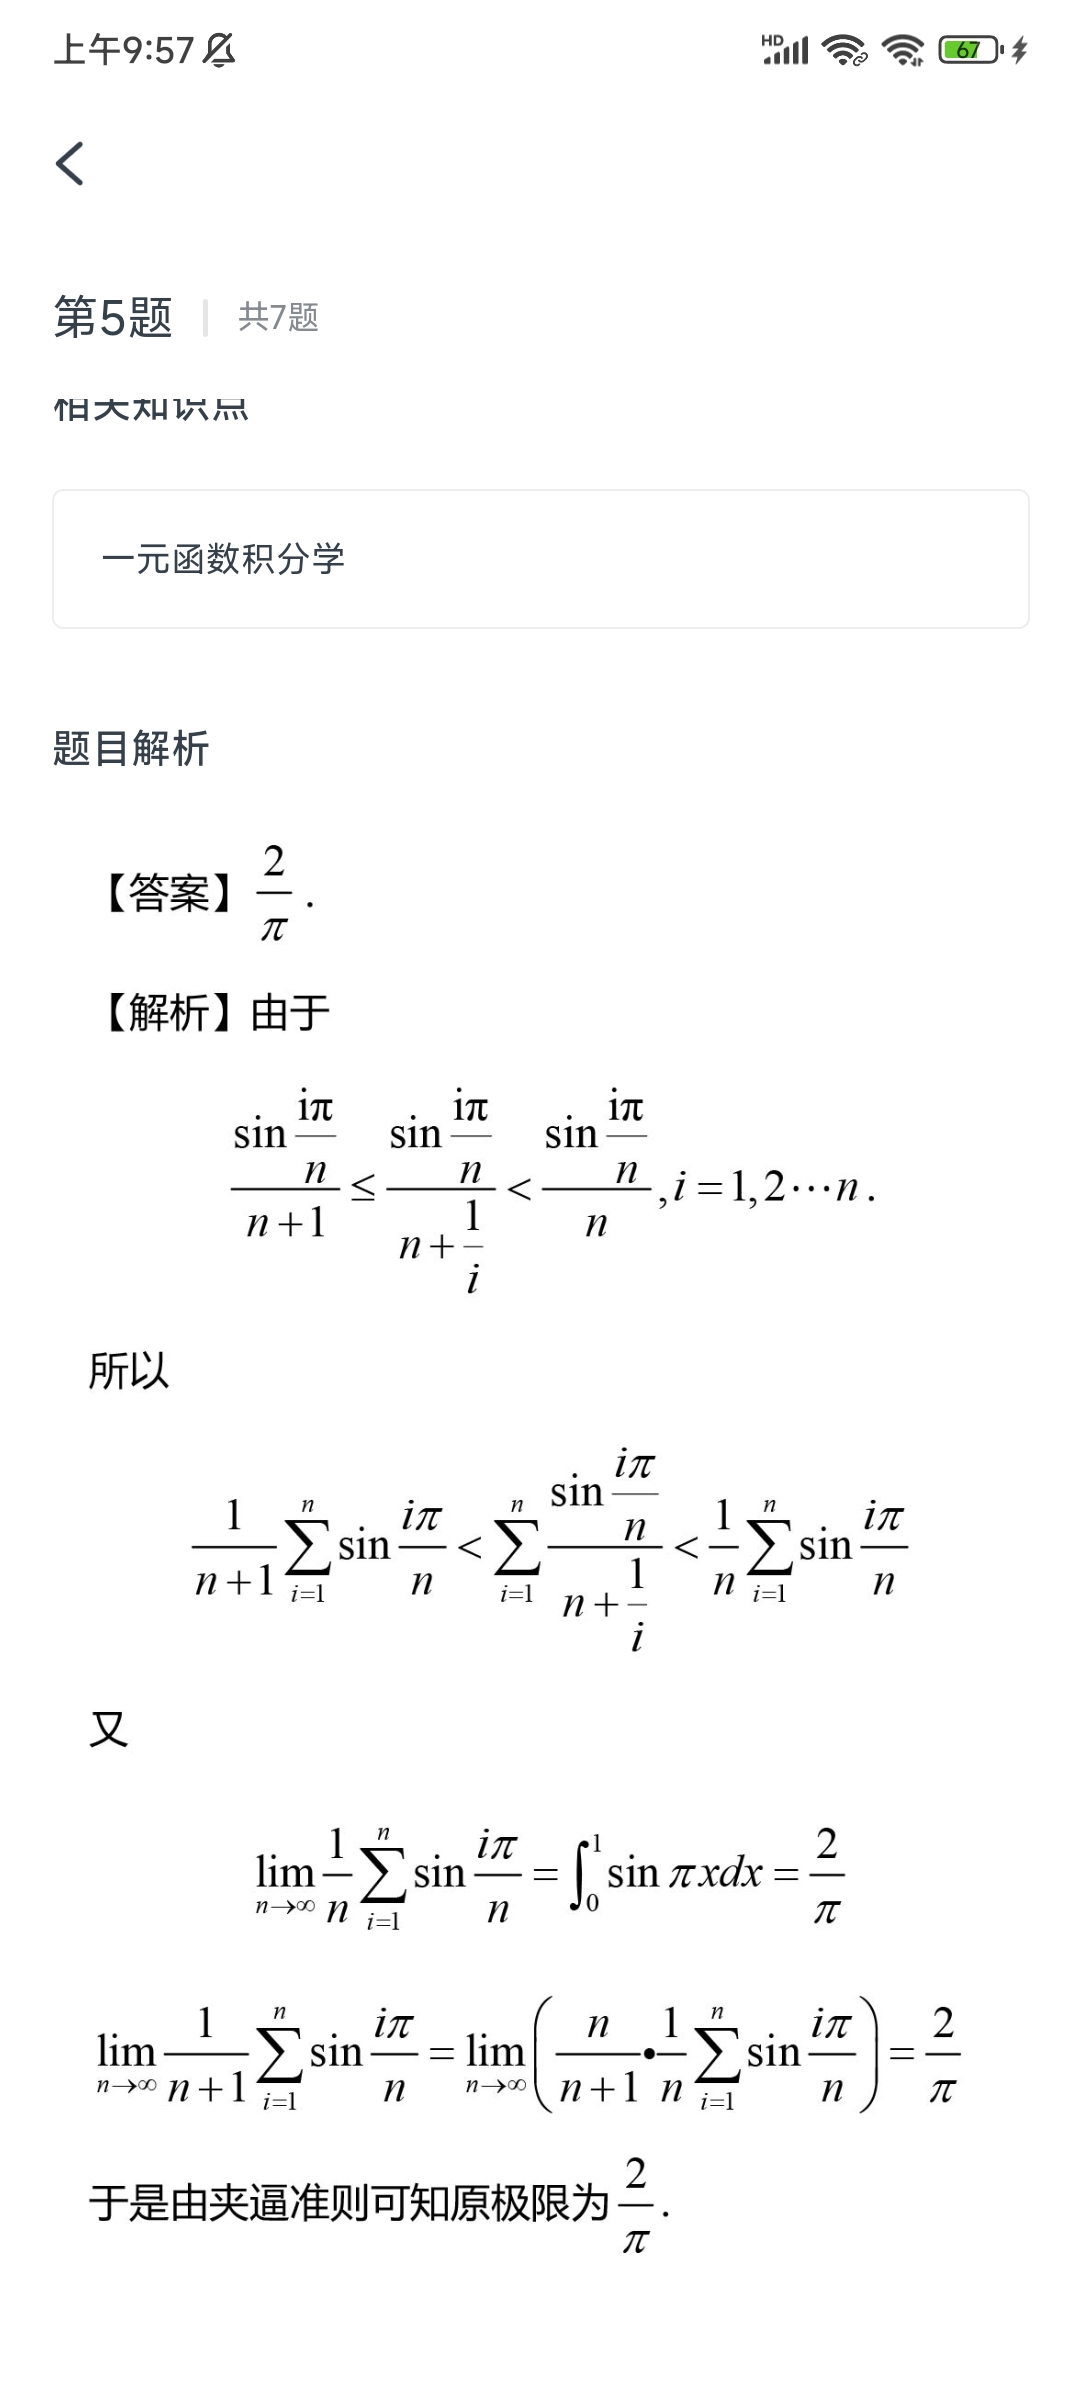 上午9:57 HD 67
第5题 | 共7题
相关知识点
一元函数积分学
题目解析
【答案】$\frac{2}{\pi}$.
【解析】由于
$\frac{\sin\frac{i\pi}{n}}{n+1} \leq \frac{\sin\frac{i\pi}{n}}{n+\frac{1}{i}} < \frac{\sin\frac{i\pi}{n}}{n}, i=1,2\cdots n.$
所以
$\frac{1}{n+1}\sum_{i=1}^{n}\sin\frac{i\pi}{n} < \sum_{i=1}^{n}\frac{\sin\frac{i\pi}{n}}{n+\frac{1}{i}} < \frac{1}{n}\sum_{i=1}^{n}\sin\frac{i\pi}{n}$
又
$\lim_{n\to\infty}\frac{1}{n}\sum_{i=1}^{n}\sin\frac{i\pi}{n} = \int_{0}^{1}\sin\pi xdx = \frac{2}{\pi}$
$\lim_{n\to\infty}\frac{1}{n+1}\sum_{i=1}^{n}\sin\frac{i\pi}{n} = \lim_{n\to\infty}\left(\frac{n}{n+1}\bullet\frac{1}{n}\sum_{i=1}^{n}\sin\frac{i\pi}{n}\right) = \frac{2}{\pi}$
于是由夹逼准则可知原极限为$\frac{2}{\pi}$.